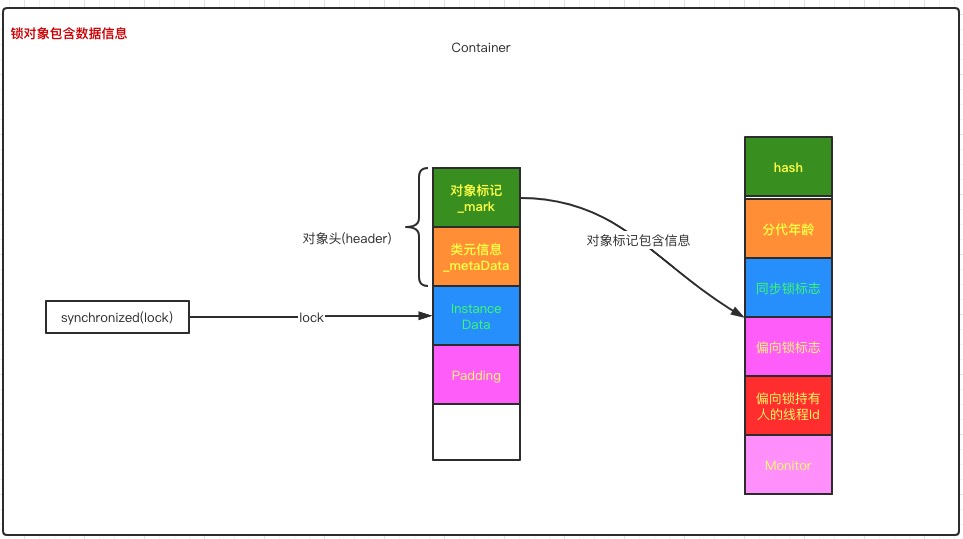 锁对象包含数据信息
Container
对象头(header)
对象标记
_mark
类元信息
_metaData
synchronized(lock)
lock
Instance
Data
Padding
对象标记包含信息
hash
分代年龄
同步锁标志
偏向锁标志
偏向锁持有
人的线程Id
Monitor